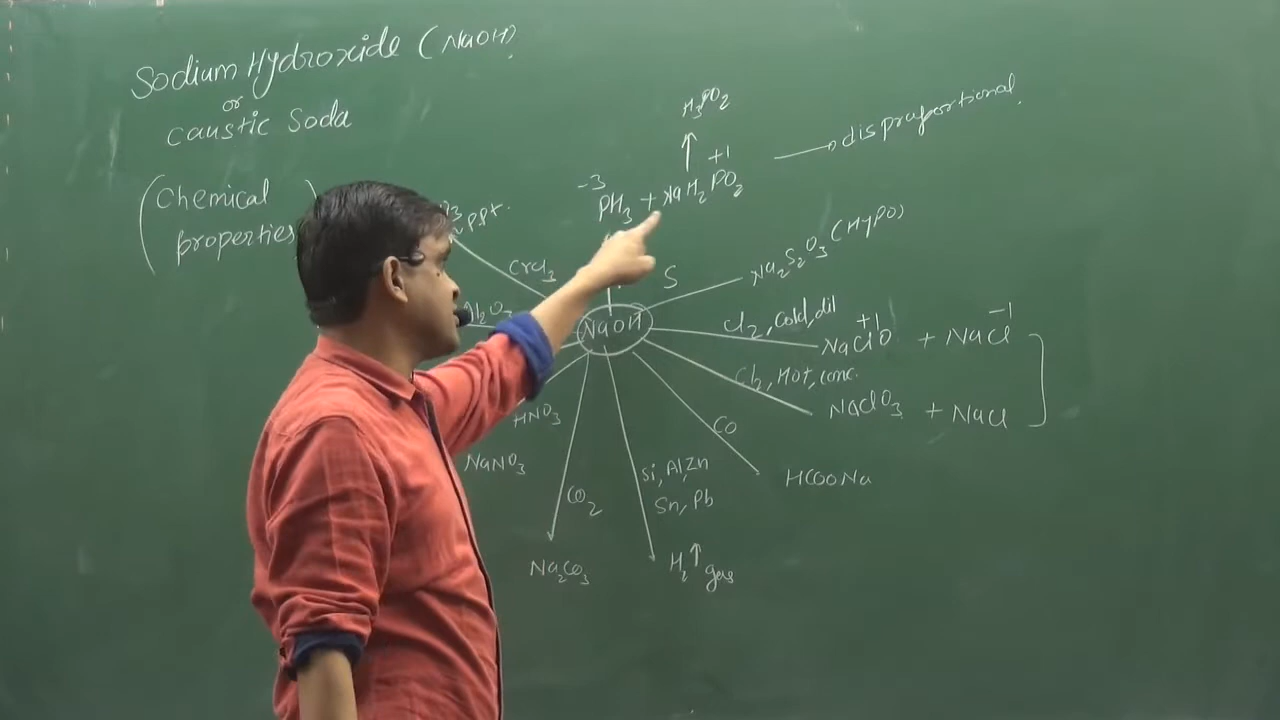 Sodium Hydroxide (NaOH)
or
Caustic Soda
(Chemical
properties)
H3PO2
-3 +1
PH3 + NaH2PO2
disproportional
ppt.
CrCl3
S
Na2S2O3 (Hypo)
NaOH
Cl2, Cold, dil
+1 -1
NaClO + NaCl
Cl2, Hot, conc.
NaClO3 + NaCl
HNO3
NaNO3
CO
HCOONa
Si, Al, Zn
Sn, Pb
CO2
Na2CO3
H2↑ gas